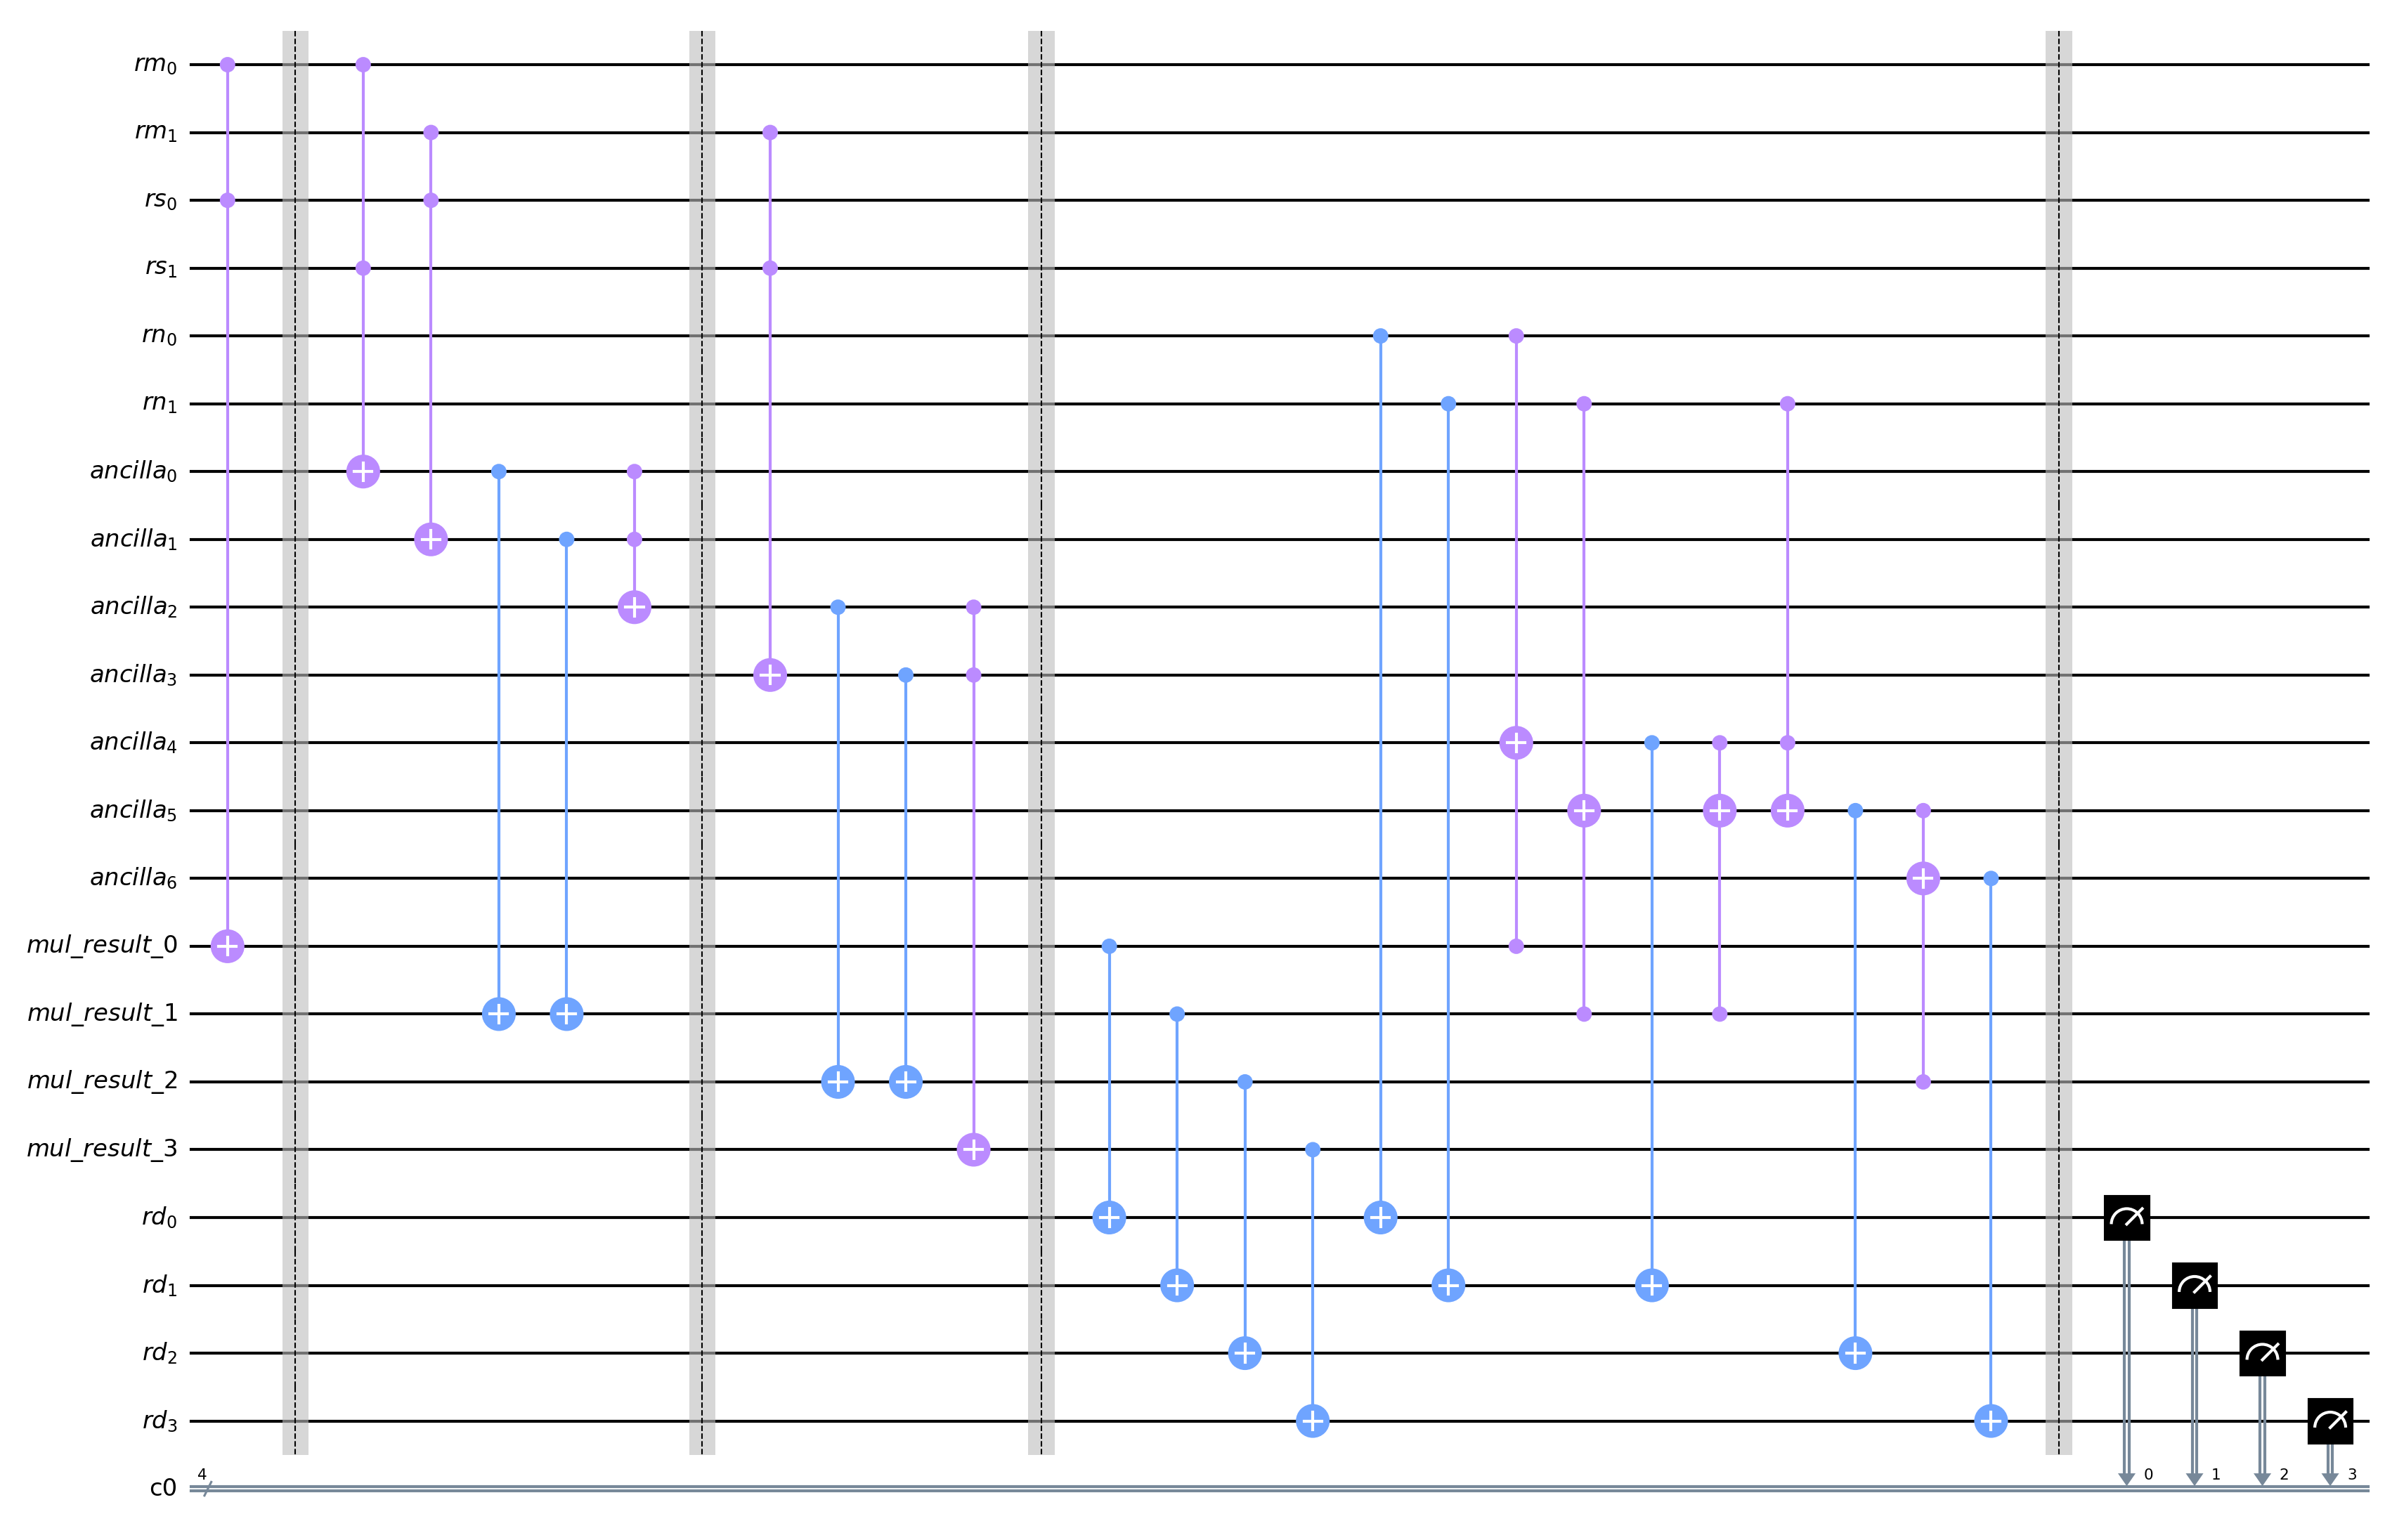 rm₀
rm₁
rs₀
rs₁
rn₀
rn₁
ancilla₀
ancilla₁
ancilla₂
ancilla₃
ancilla₄
ancilla₅
ancilla₆
mul_result_0
mul_result_1
mul_result_2
mul_result_3
rd₀
rd₁
rd₂
rd₃
c0 4 0 1 2 3